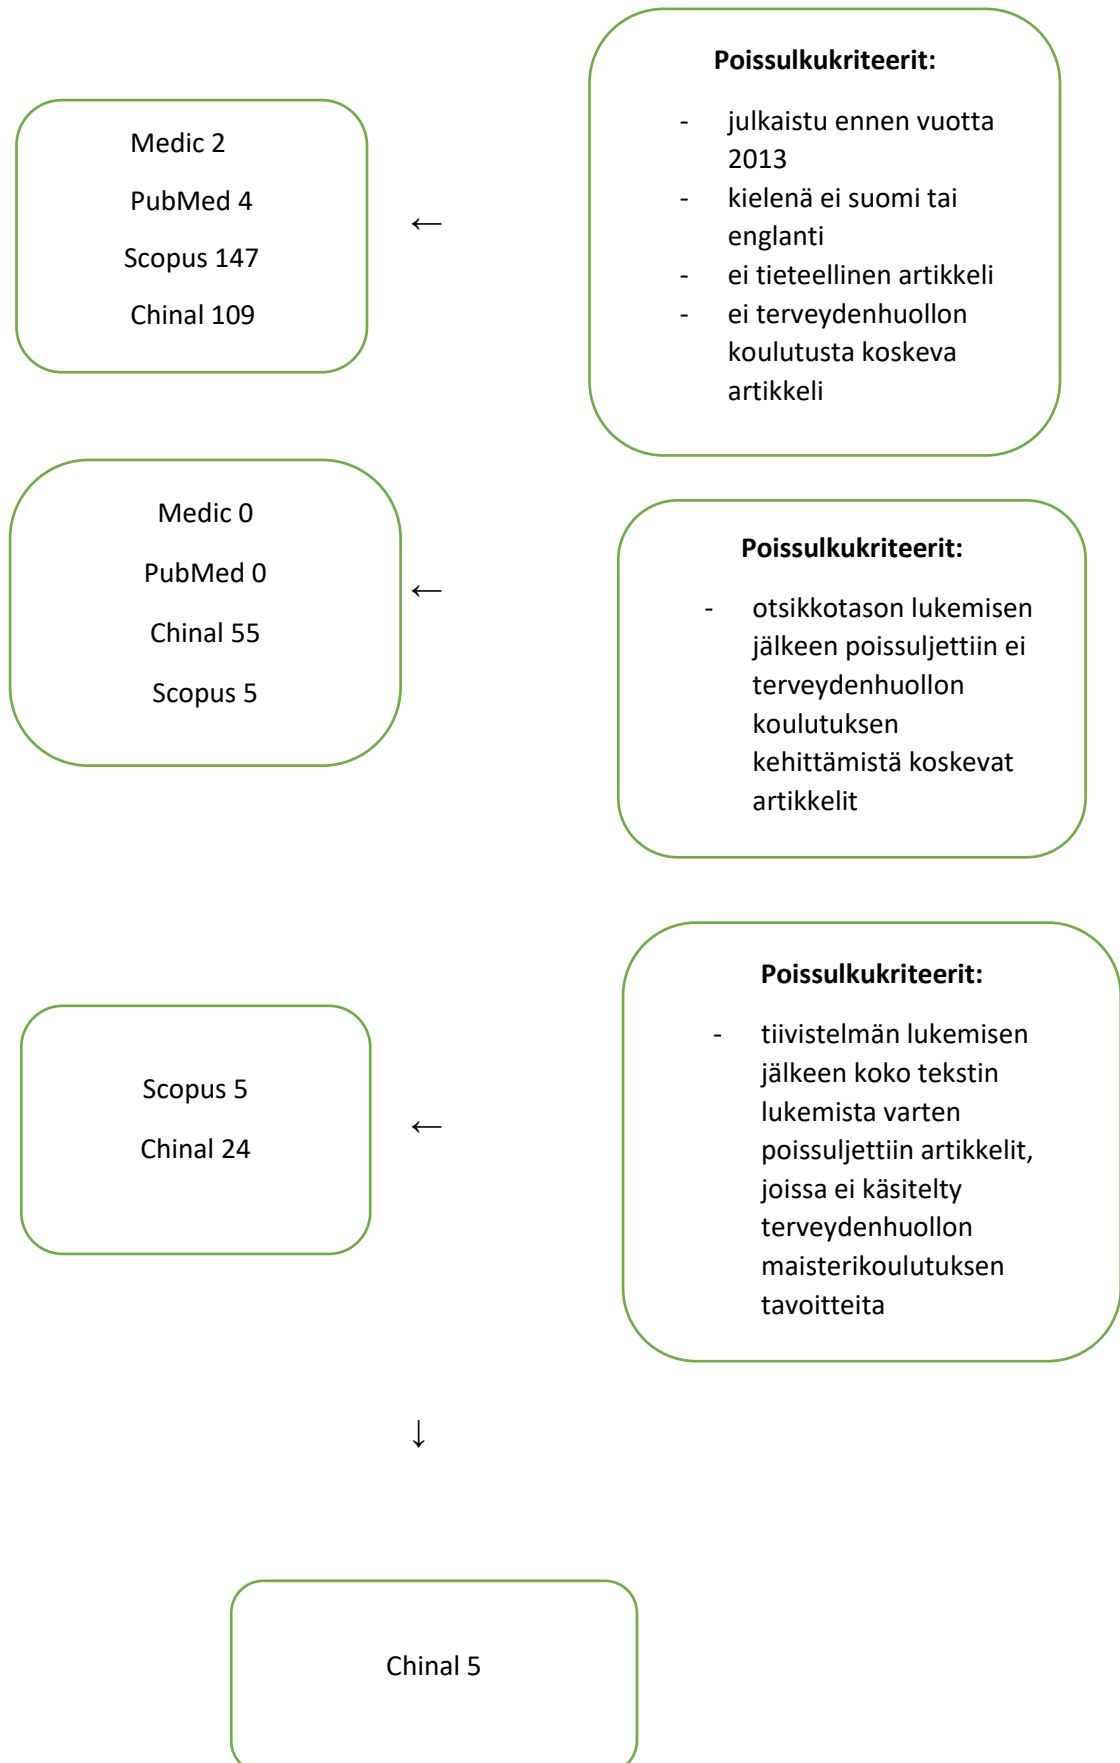 Poissulkukriteerit:
- julkaistu ennen vuotta
2013
- kielenä ei suomi tai
englanti
- ei tieteellinen artikkeli
- ei terveydenhuollon
koulutusta koskeva
artikkeli
Medic 2
PubMed 4
Scopus 147
Chinal 109
←
Medic 0
PubMed 0
Chinal 55
Scopus 5
←
Poissulkukriteerit:
- otsikkotason lukemisen
jälkeen poissuljettiin ei
terveydenhuollon
koulutuksen
kehittämistä koskevat
artikkelit
Poissulkukriteerit:
- tiivistelmän lukemisen
jälkeen koko tekstin
lukemista varten
poissuljettiin artikkelit,
joissa ei käsitelty
terveydenhuollon
maisterikoulutuksen
tavoitteita
Scopus 5
Chinal 24
←
↓
Chinal 5